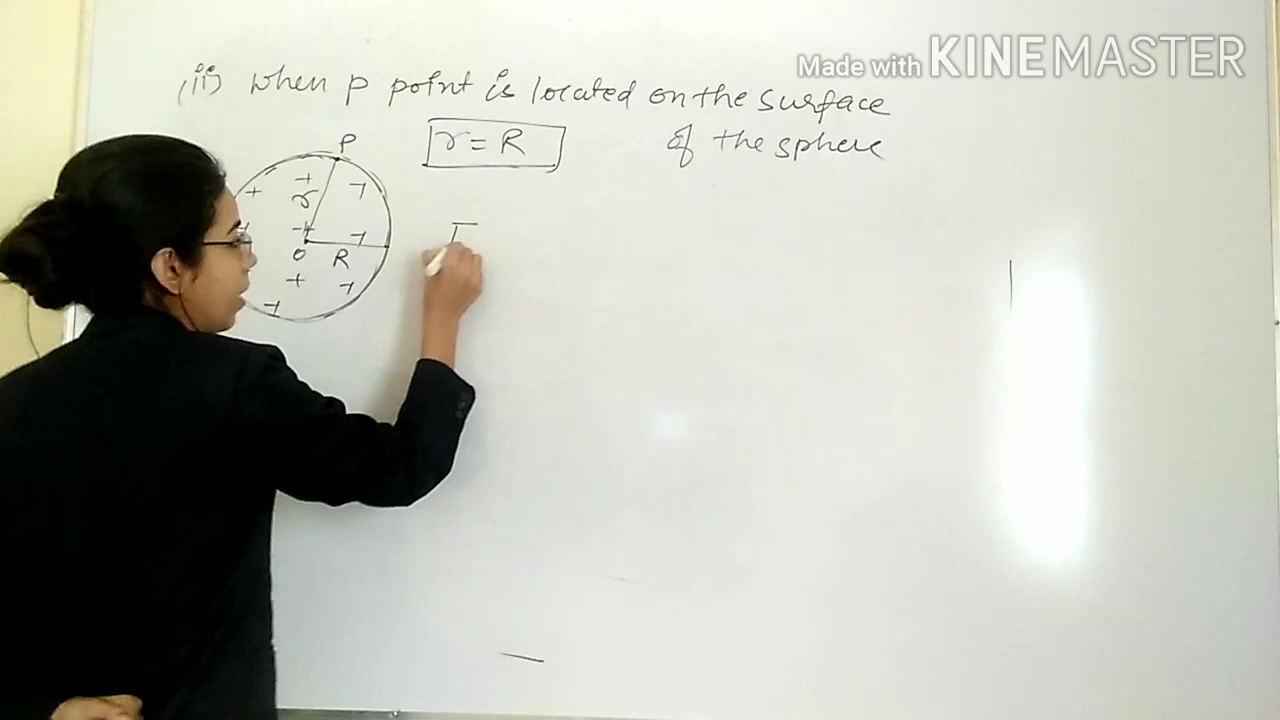 Made with KINEMASTER
(ii) when p point is located on the surface
of the sphere
r = R
P
r
O
R